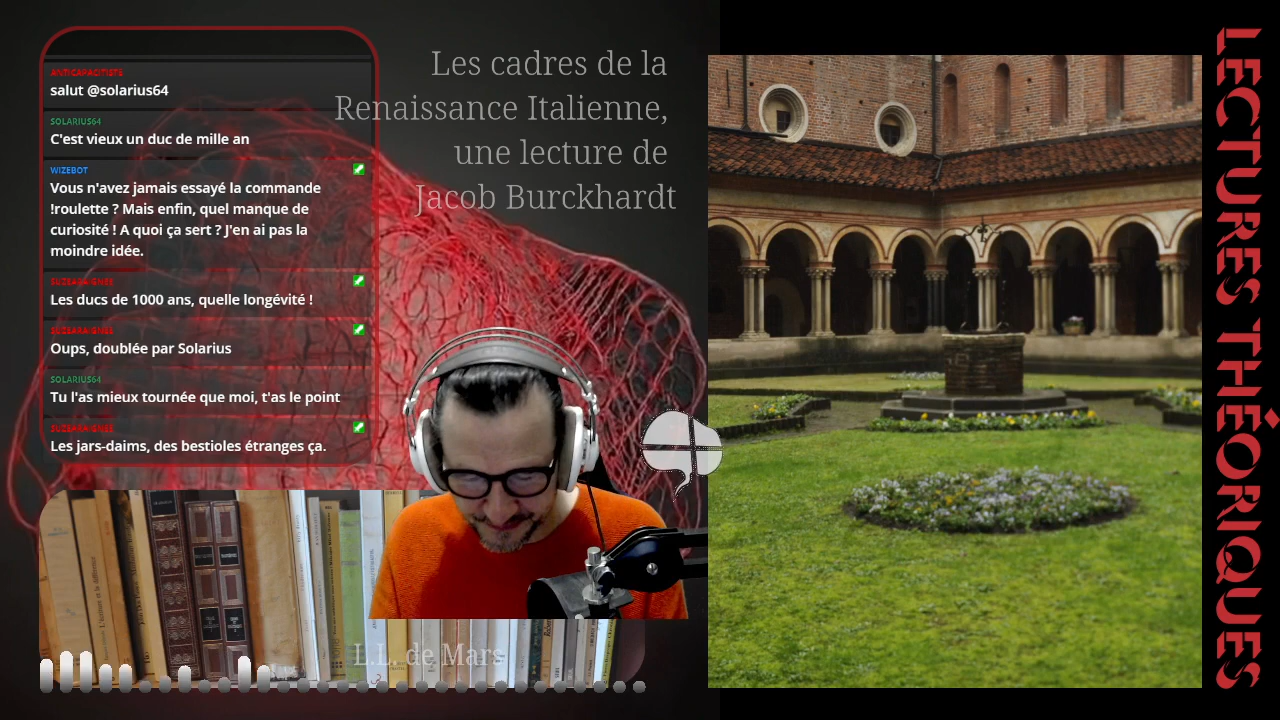 ANTICAPACITISTE
salut @solarius64
SOLARIUS64
C'est vieux un duc de mille an
WIZEBOT
Vous n'avez jamais essayé la commande
!roulette ? Mais enfin, quel manque de
curiosité ! A quoi ça sert ? J'en ai pas la
moindre idée.
SUZEARAIGNEE
Les ducs de 1000 ans, quelle longévité !
SUZEARAIGNEE
Oups, doublée par Solarius
SOLARIUS64
Tu l'as mieux tournée que moi, t'as le point
SUZEARAIGNEE
Les jars-daims, des bestioles étranges ça.
Les cadres de la
Renaissance Italienne,
une lecture de
Jacob Burckhardt
L.L. de Mars
LECTURES THÉORIQUES